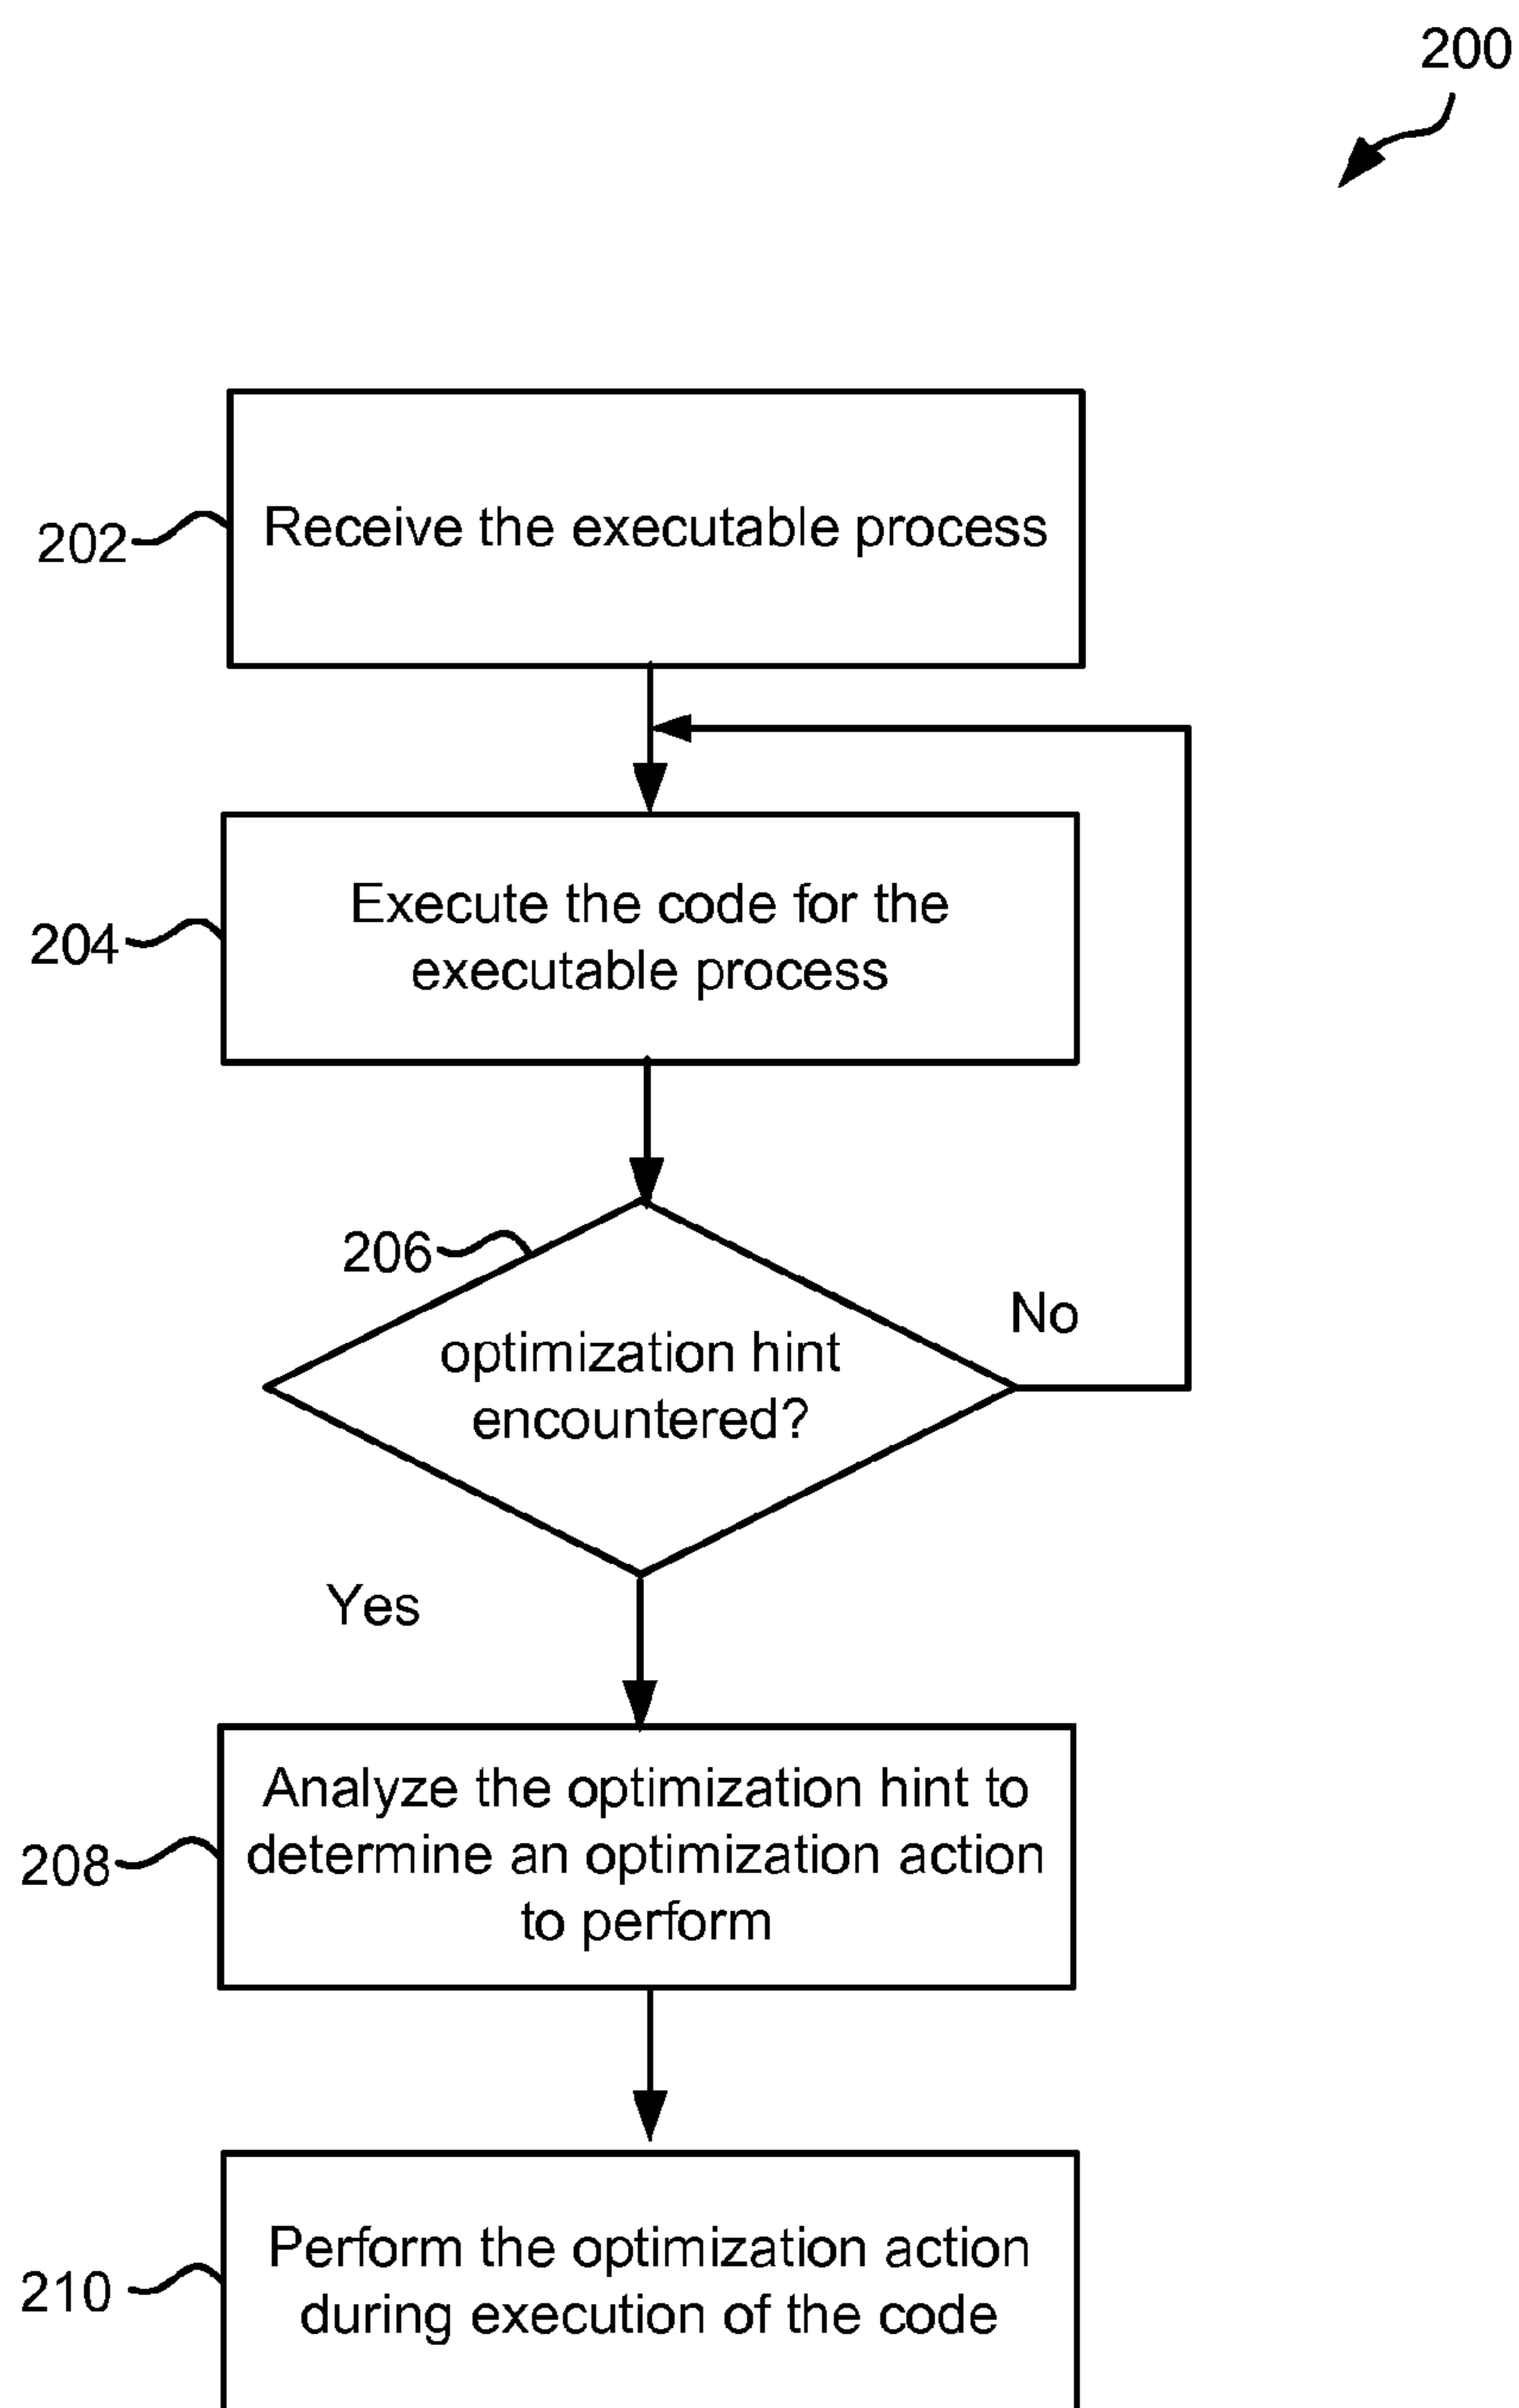 200
Receive the executable process
202
Execute the code for the
executable process
204
206
optimization hint
encountered?
No
Yes
Analyze the optimization hint to
determine an optimization action
to perform
208
Perform the optimization action
during execution of the code
210